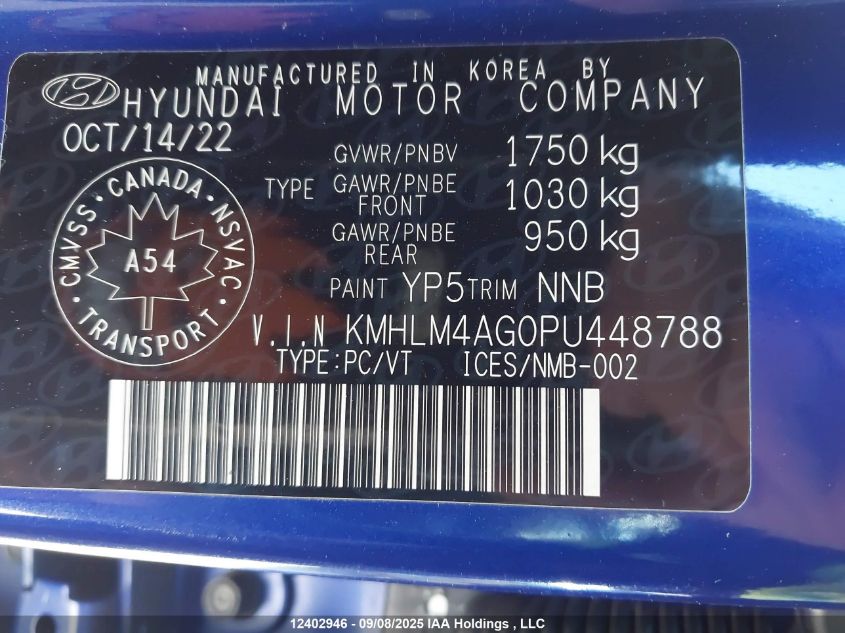 MANUFACTURED IN KOREA BY
HYUNDAI MOTOR COMPANY
OCT/14/22
GVWR/PNBV 1750 kg
TYPE GAWR/PNBE FRONT 1030 kg
GAWR/PNBE REAR 950 kg
CMVSS · CANADA · NSVAC · TRANSPORT ·
A54
PAINT YP5 TRIM NNB
V.I.N KMHLM4AG0PU448788
TYPE:PC/VT ICES/NMB-002
12402946 - 09/08/2025 IAA Holdings , LLC